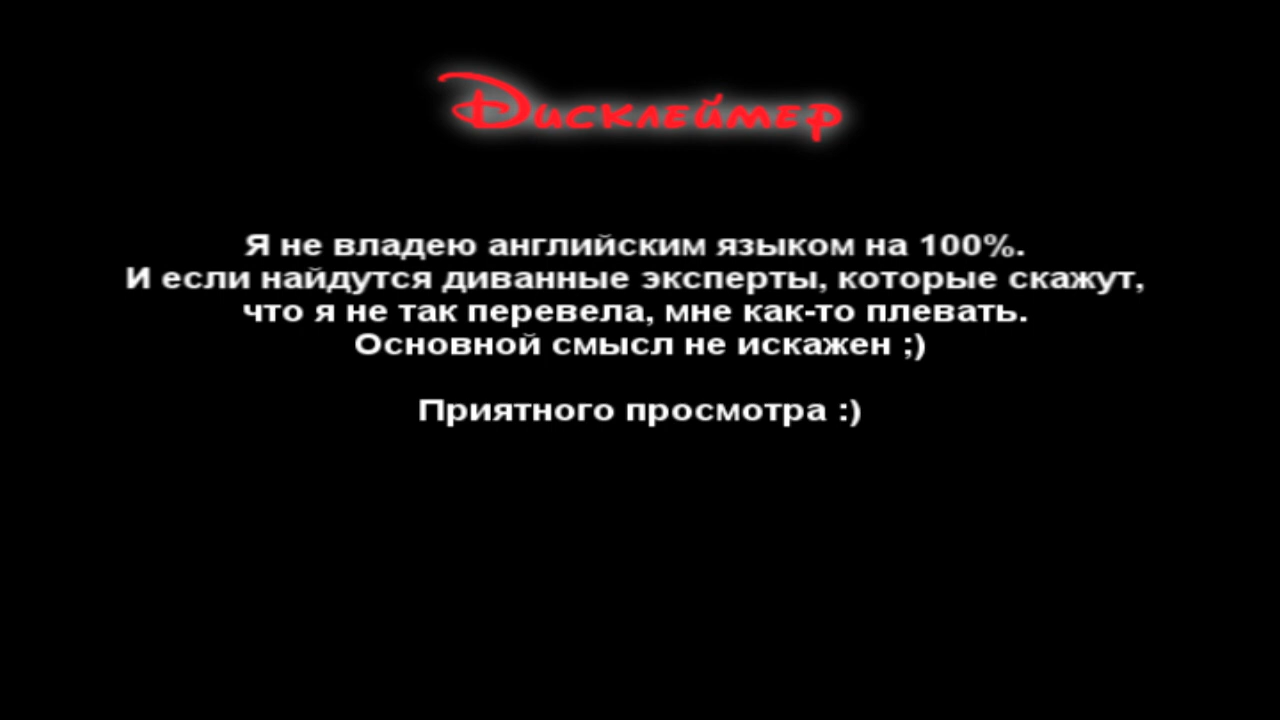 Дисклеймер
Я не владею английским языком на 100%.
И если найдутся диванные эксперты, которые скажут,
что я не так перевела, мне как-то плевать.
Основной смысл не искажен ;)
Приятного просмотра :)